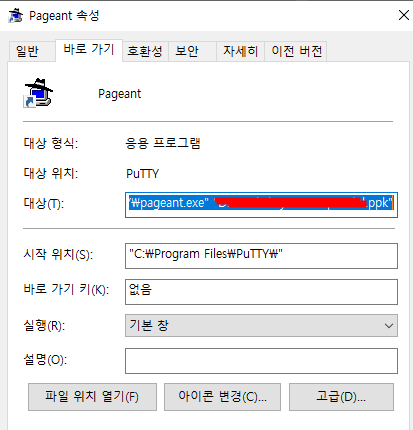 Pageant 속성
일반 바로 가기 호환성 보안 자세히 이전 버전
Pageant
대상 형식: 응용 프로그램
대상 위치: PuTTY
대상(T): ₩pageant.exe" "D .ppk"
시작 위치(S): "C:₩Program Files₩PuTTY₩"
바로 가기 키(K): 없음
실행(R): 기본 창
설명(O):
파일 위치 열기(F) 아이콘 변경(C)... 고급(D)...